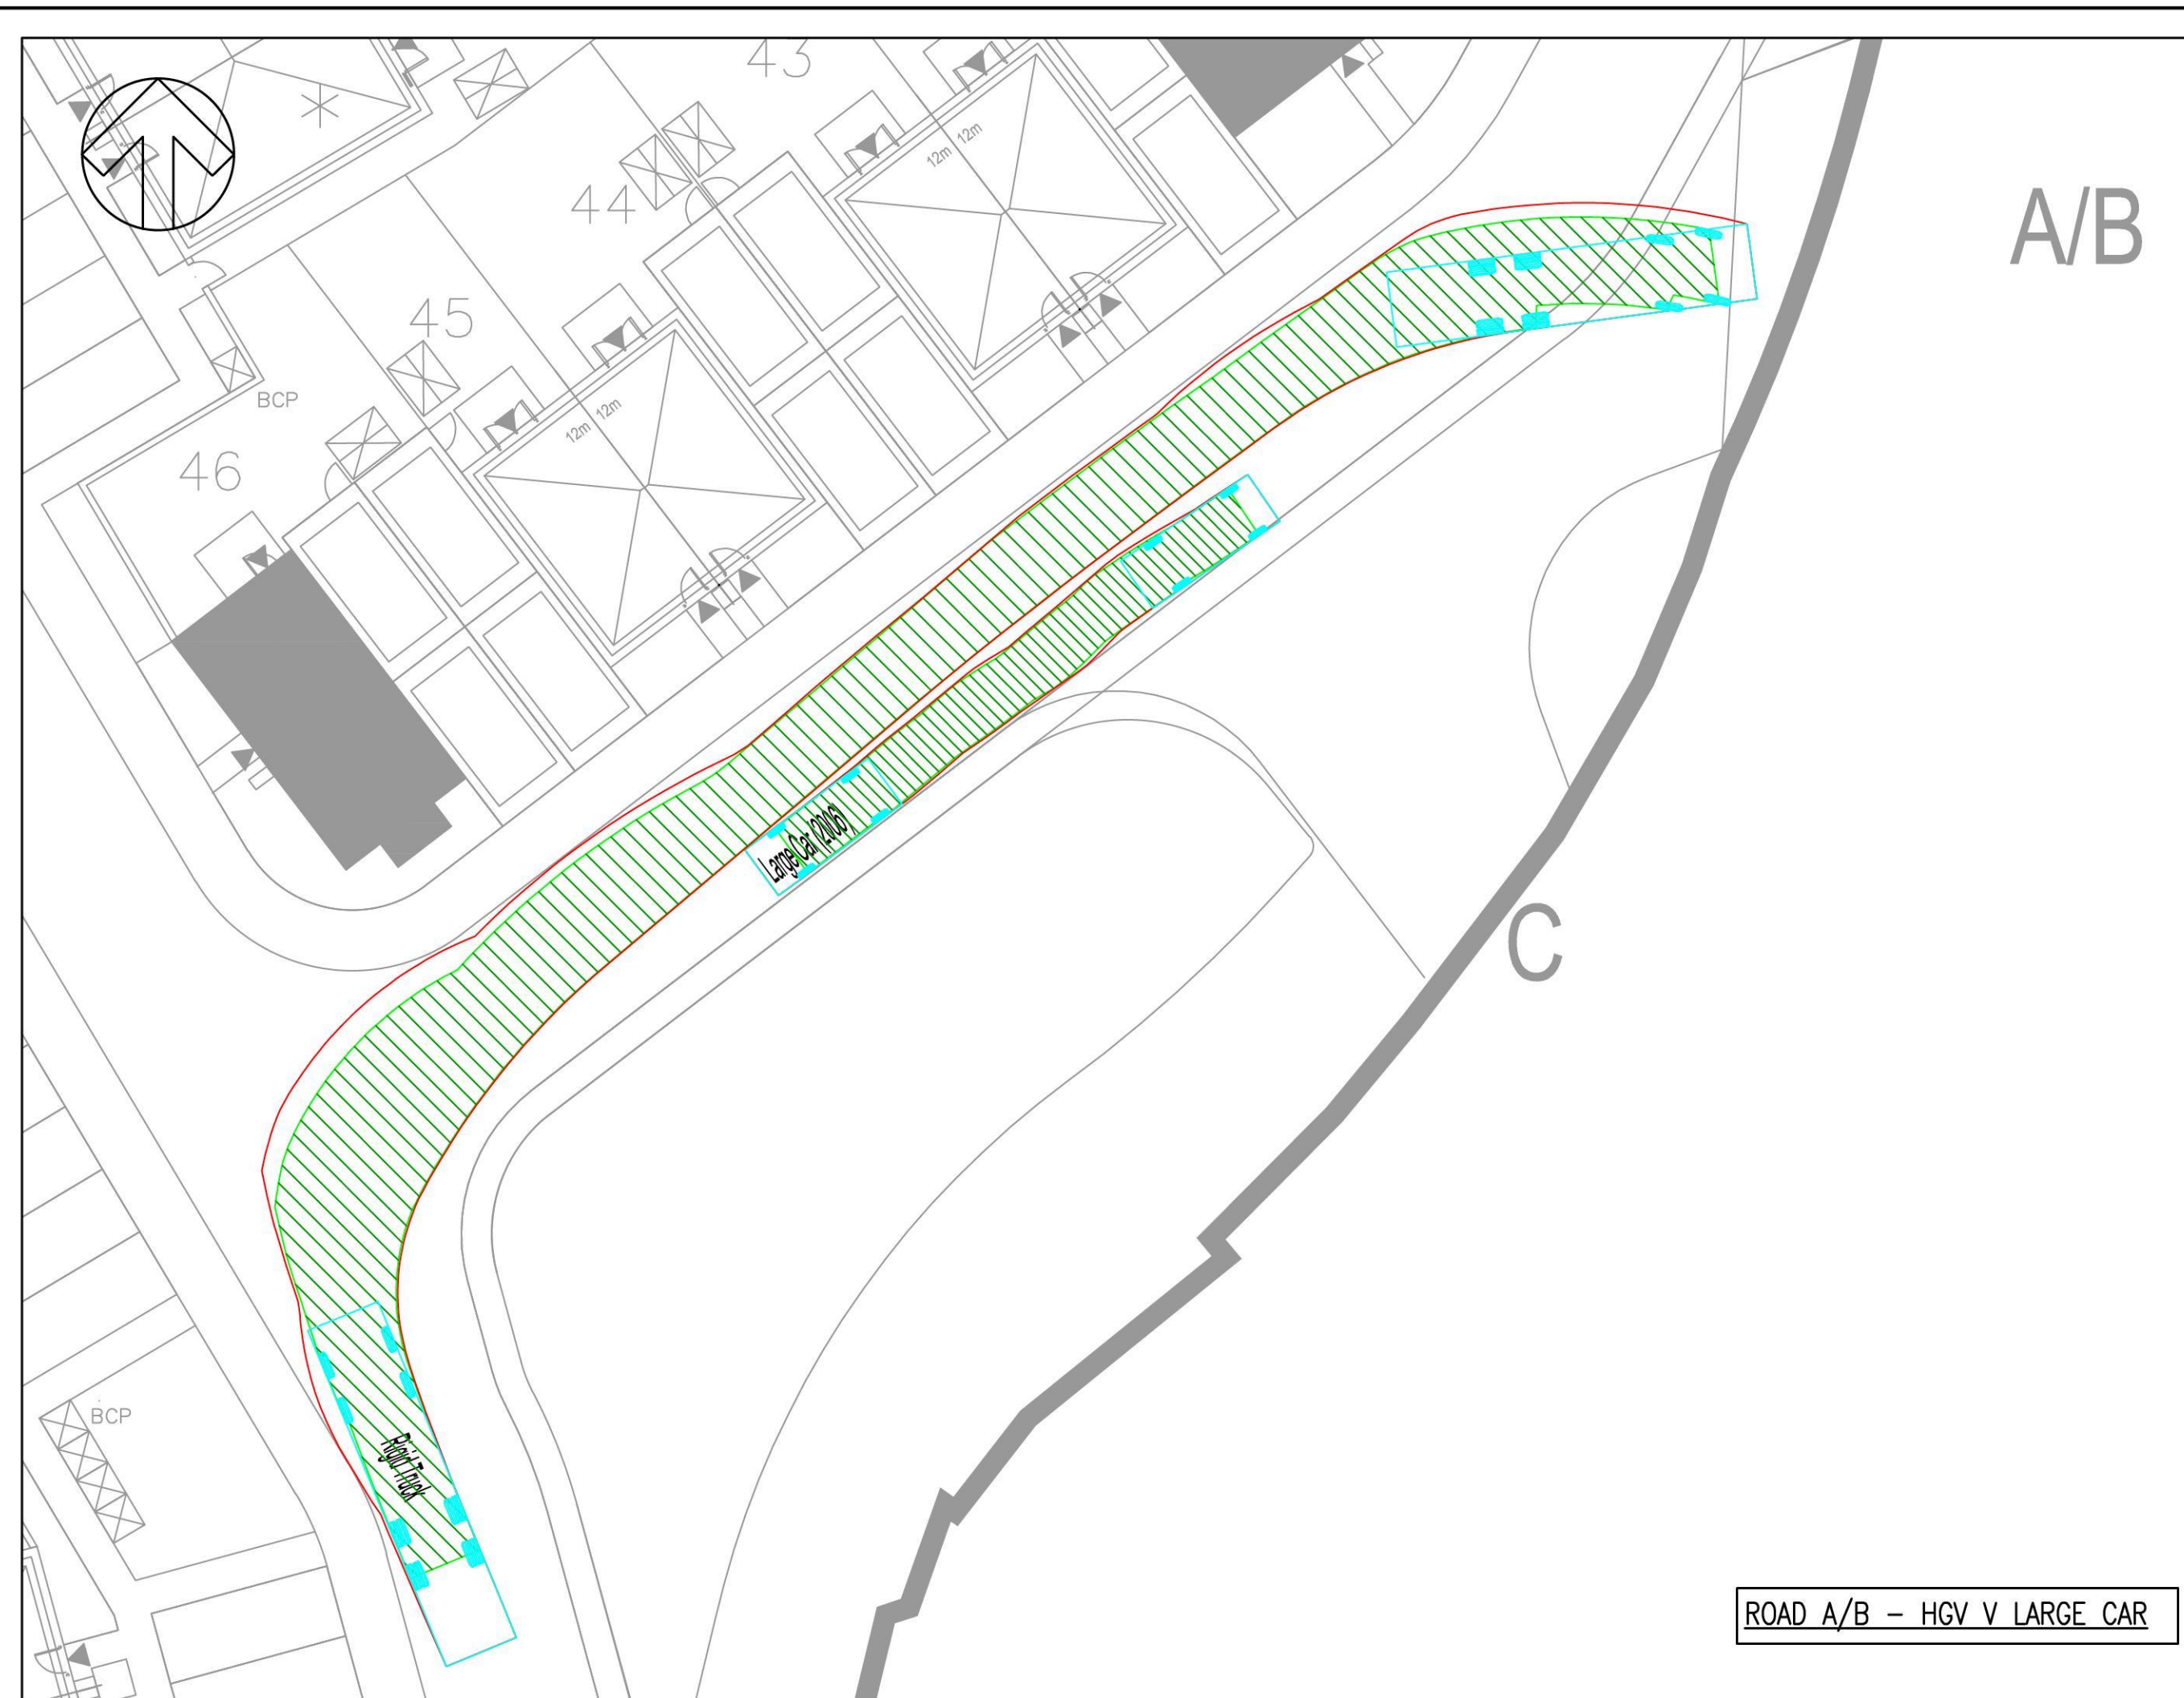 43
A/B
12m 12m
44
45
BCP
12m 12m
46
Large Car (2006)
C
BCP
Rigid Truck
ROAD A/B - HGV V LARGE CAR